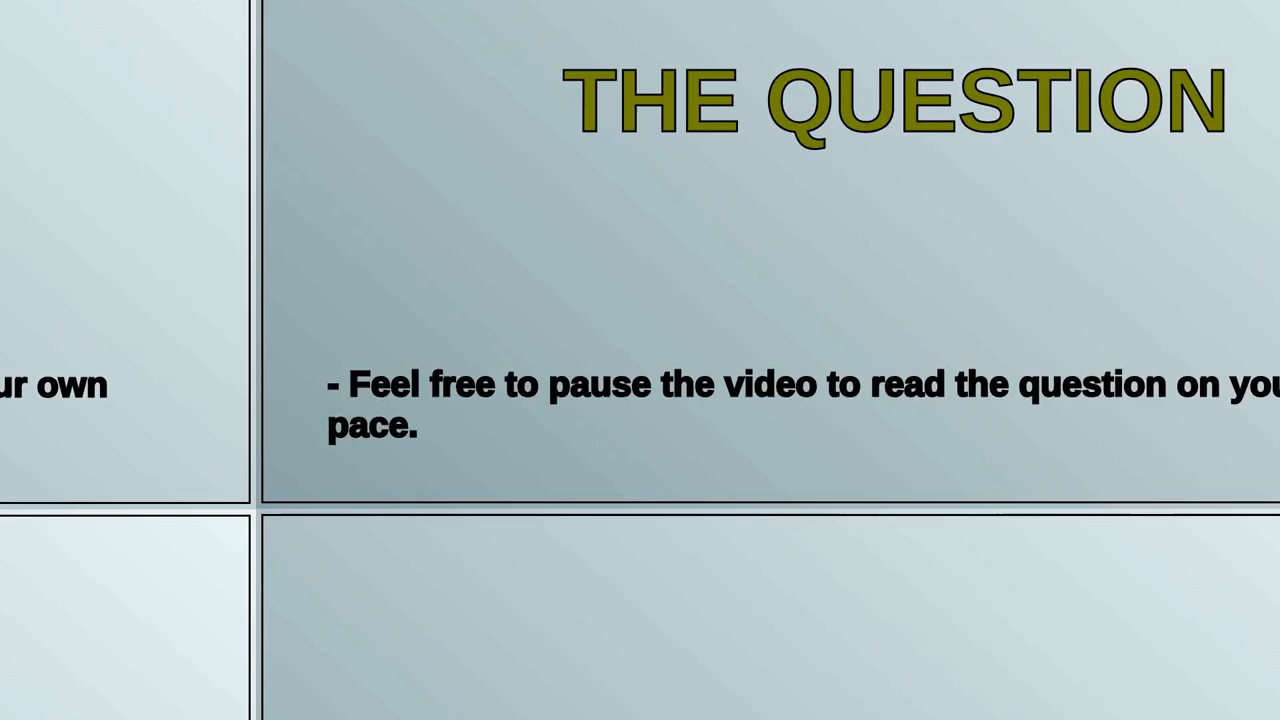 THE QUESTION
ur own
- Feel free to pause the video to read the question on you
pace.